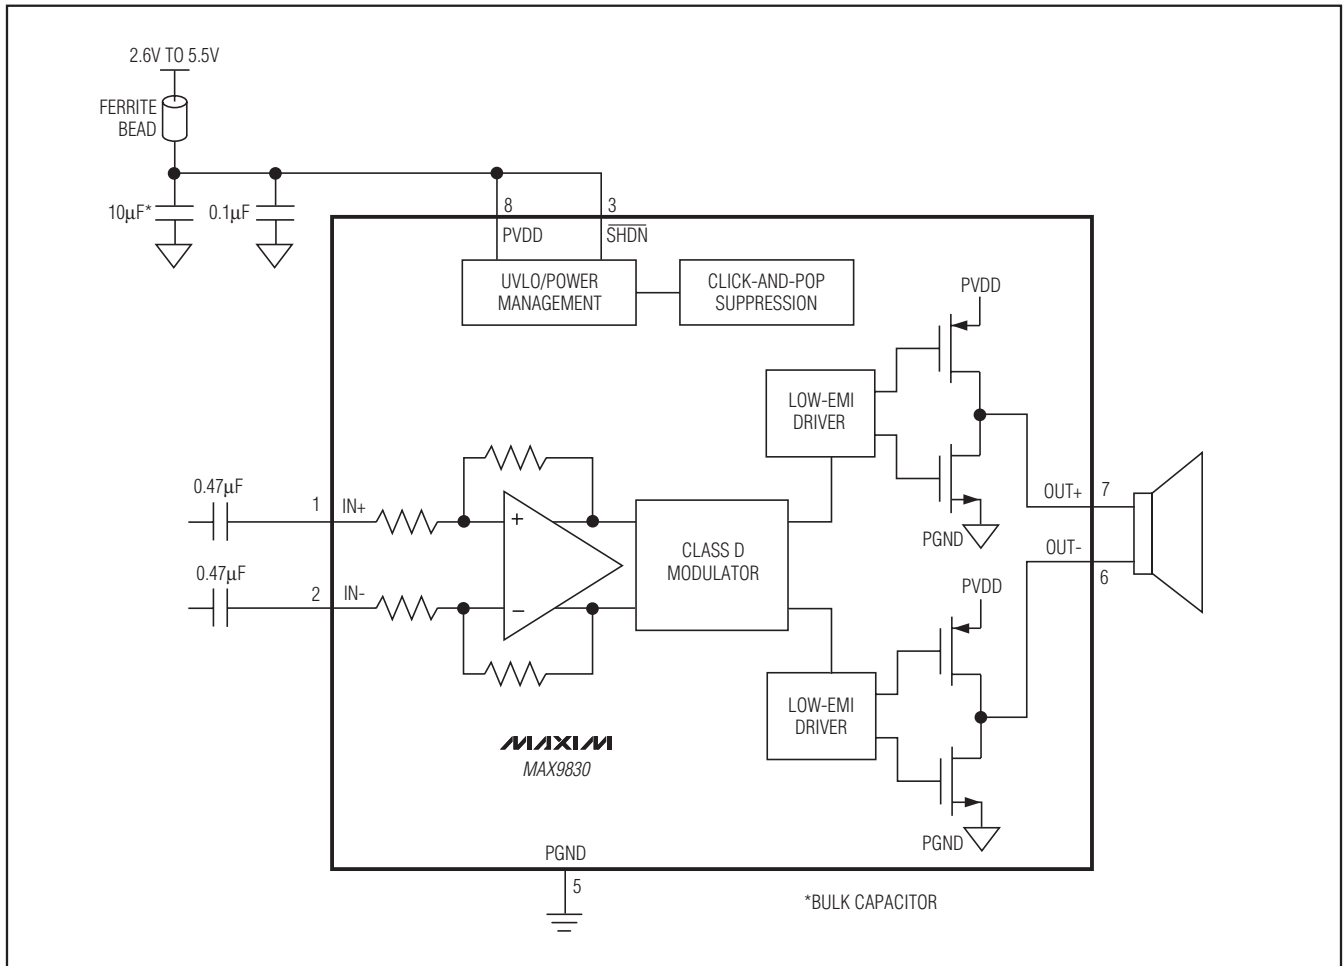 2.6V TO 5.5V
FERRITE
BEAD
10μF*
0.1μF
8
3
PVDD
SHDN
UVLO/POWER
MANAGEMENT
CLICK-AND-POP
SUPPRESSION
PVDD
LOW-EMI
DRIVER
PGND
0.47μF
1
IN+
+
0.47μF
2
IN-
−
CLASS D
MODULATOR
OUT+
7
OUT-
6
PVDD
LOW-EMI
DRIVER
PGND
MAXIM
MAX9830
PGND
5
*BULK CAPACITOR